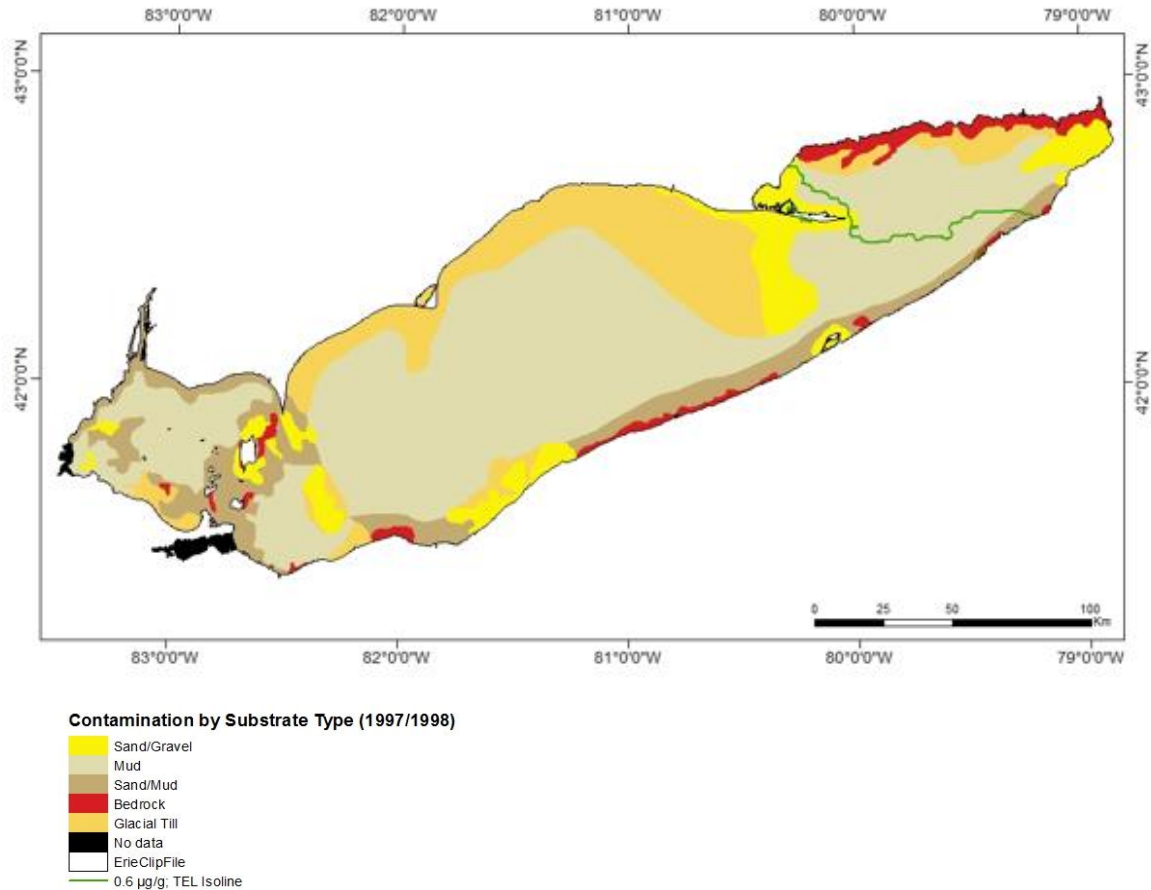 83°0'0"W 82°0'0"W 81°0'0"W 80°0'0"W 79°0'0"W
43°0'0"N 43°0'0"N
42°0'0"N 42°0'0"N
0 25 50 100
Km
83°0'0"W 82°0'0"W 81°0'0"W 80°0'0"W 79°0'0"W
Contamination by Substrate Type (1997/1998)
Sand/Gravel
Mud
Sand/Mud
Bedrock
Glacial Till
No data
ErieClipFile
0.6 µg/g; TEL Isoline